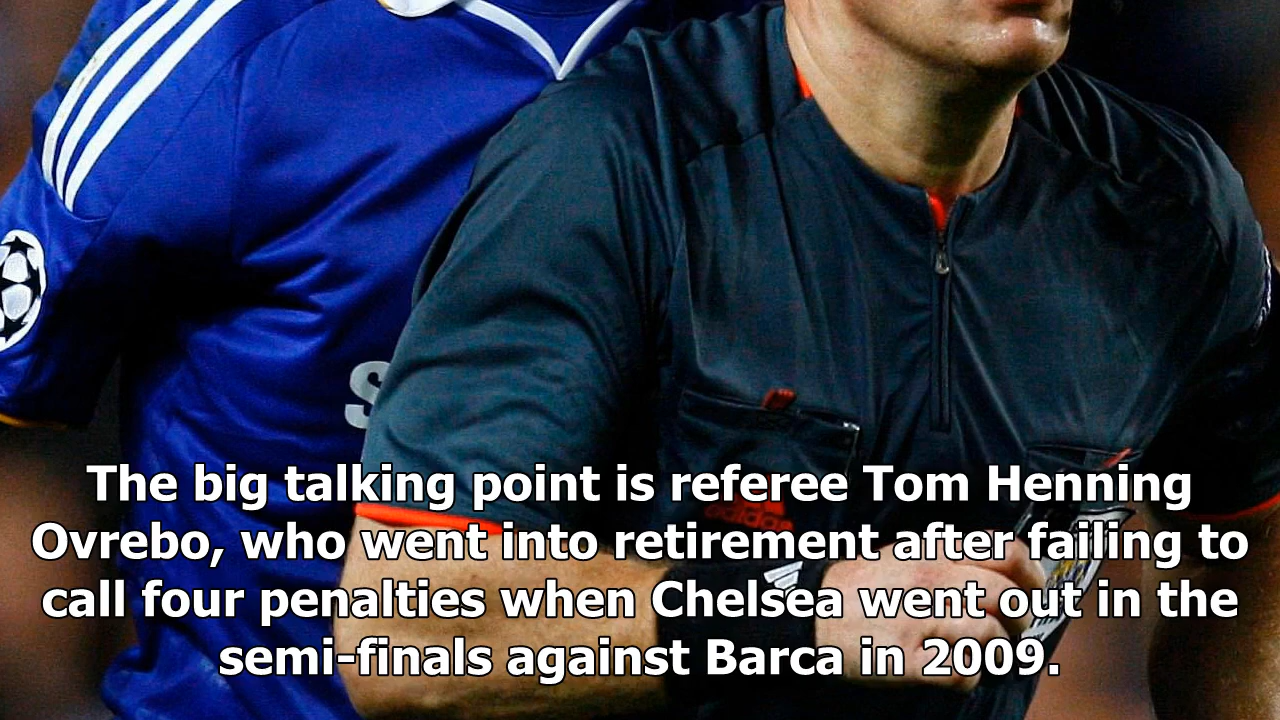 S
adidas
The big talking point is referee Tom Henning
Ovrebo, who went into retirement after failing to
call four penalties when Chelsea went out in the
semi-finals against Barca in 2009.